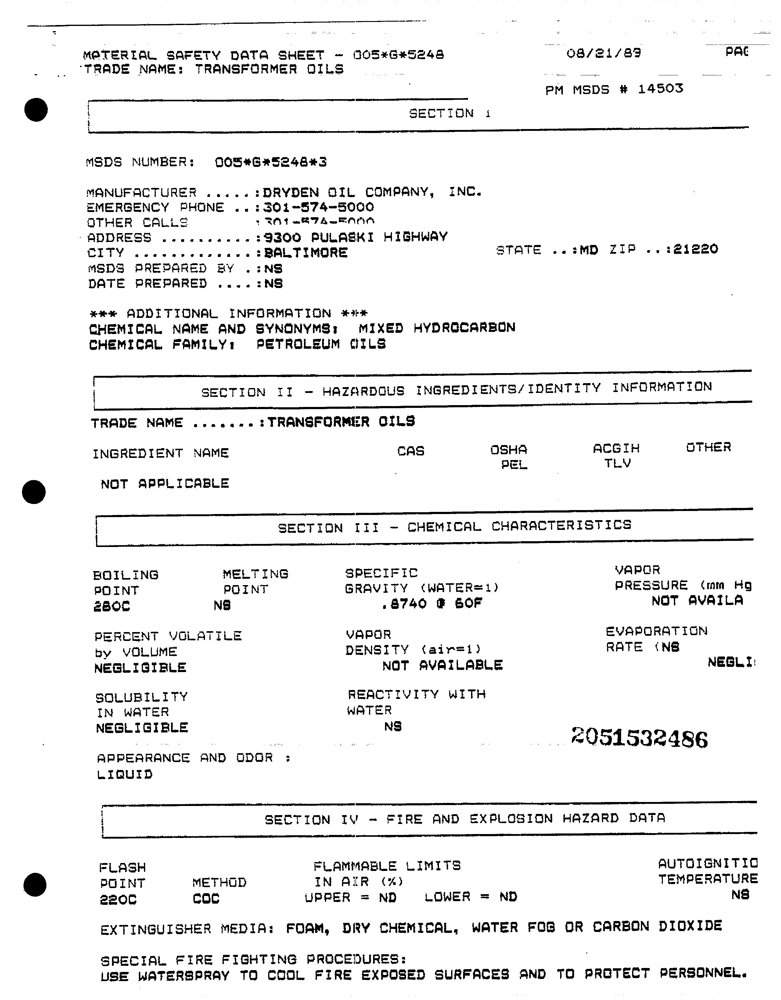 MATERIAL SAFETY DATA SHEET - 005*G*5248 08/21/89 PAG
TRADE NAME: TRANSFORMER OILS
PM MSDS # 14503
SECTION i
MSDS NUMBER: 005*G*5248*3
MANUFACTURER .....:DRYDEN OIL COMPANY, INC.
EMERGENCY PHONE ..:301-574-5000
OTHER CALLS :301-574-5000
ADDRESS ..........:9300 PULASKI HIGHWAY
CITY .............:BALTIMORE STATE ..:MD ZIP ..:21220
MSDS PREPARED BY .:NS
DATE PREPARED ....:NS
*** ADDITIONAL INFORMATION ***
CHEMICAL NAME AND SYNONYMS: MIXED HYDROCARBON
CHEMICAL FAMILY: PETROLEUM OILS
SECTION II - HAZARDOUS INGREDIENTS/IDENTITY INFORMATION
TRADE NAME .......:TRANSFORMER OILS
INGREDIENT NAME CAS OSHA ACGIH OTHER
PEL TLV
NOT APPLICABLE
SECTION III - CHEMICAL CHARACTERISTICS
BOILING MELTING SPECIFIC VAPOR
POINT POINT GRAVITY (WATER=1) PRESSURE (mm Hg
280C NS .8740 @ 60F NOT AVAILA
PERCENT VOLATILE VAPOR EVAPORATION
by VOLUME DENSITY (air=1) RATE (NS
NEGLIGIBLE NOT AVAILABLE NEGLI
SOLUBILITY REACTIVITY WITH
IN WATER WATER
NEGLIGIBLE NS
2051532486
APPEARANCE AND ODOR :
LIQUID
SECTION IV - FIRE AND EXPLOSION HAZARD DATA
FLASH FLAMMABLE LIMITS AUTOIGNITIO
POINT METHOD IN AIR (%) TEMPERATURE
220C COC UPPER = ND LOWER = ND NS
EXTINGUISHER MEDIA: FOAM, DRY CHEMICAL, WATER FOG OR CARBON DIOXIDE
SPECIAL FIRE FIGHTING PROCEDURES:
USE WATERSPRAY TO COOL FIRE EXPOSED SURFACES AND TO PROTECT PERSONNEL.